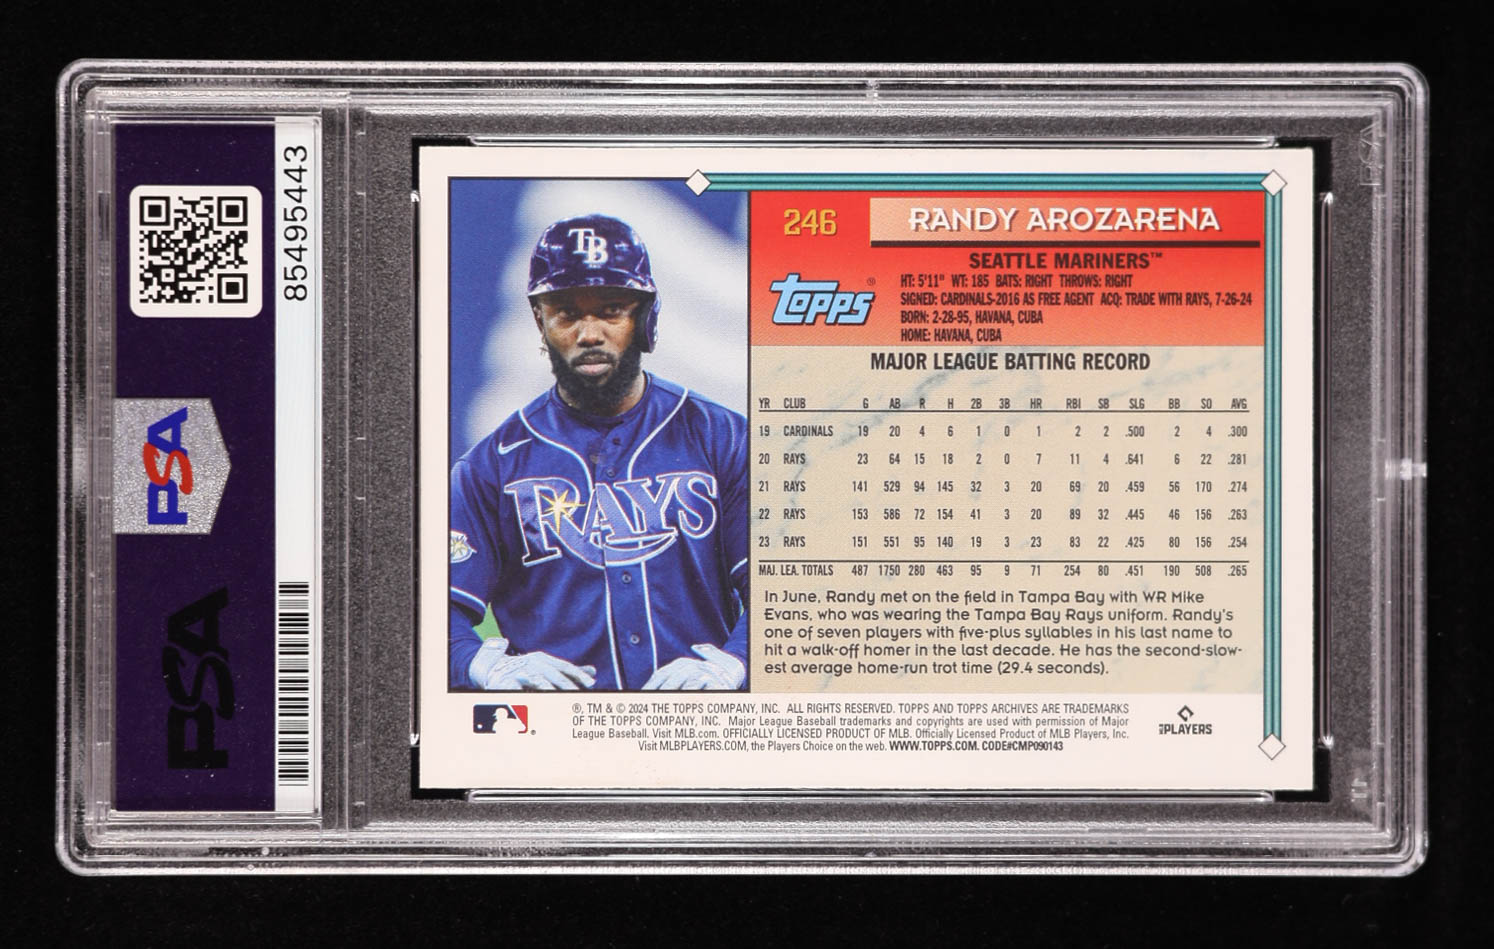 85495443
PSA
PSA
TB
RAYS
246 RANDY AROZARENA
SEATTLE MARINERS™
Topps®
HT: 5'11" WT: 185 BATS: RIGHT THROWS: RIGHT
SIGNED: CARDINALS-2016 AS FREE AGENT ACQ: TRADE WITH RAYS, 7-26-24
BORN: 2-28-95, HAVANA, CUBA
HOME: HAVANA, CUBA
MAJOR LEAGUE BATTING RECORD
YR CLUB G AB R H 2B 3B HR RBI SB SLG BB SO AVG
19 CARDINALS 19 20 4 6 1 0 1 2 2 .500 2 4 .300
20 RAYS 23 64 15 18 2 0 7 11 4 .641 6 22 .281
21 RAYS 141 529 94 145 32 3 20 69 20 .459 56 170 .274
22 RAYS 153 586 72 154 41 3 20 89 32 .445 46 156 .263
23 RAYS 151 551 95 140 19 3 23 83 22 .425 80 156 .254
MAJ. LEA. TOTALS 487 1750 280 463 95 9 71 254 80 .451 190 508 .265
In June, Randy met on the field in Tampa Bay with WR Mike
Evans, who was wearing the Tampa Bay Rays uniform. Randy's
one of seven players with five-plus syllables in his last name to
hit a walk-off homer in the last decade. He has the second-slow-
est average home-run trot time (29.4 seconds).
®, TM & © 2024 THE TOPPS COMPANY, INC. ALL RIGHTS RESERVED. TOPPS AND TOPPS ARCHIVES ARE TRADEMARKS
OF THE TOPPS COMPANY, INC. Major League Baseball trademarks and copyrights are used with permission of Major
League Baseball. Visit MLB.com. OFFICIALLY LICENSED PRODUCT OF MLB. Officially Licensed Product of MLB Players, Inc.
Visit MLBPLAYERS.COM, the Players Choice on the web. WWW.TOPPS.COM. CODE#CMP090143
MLB PLAYERS